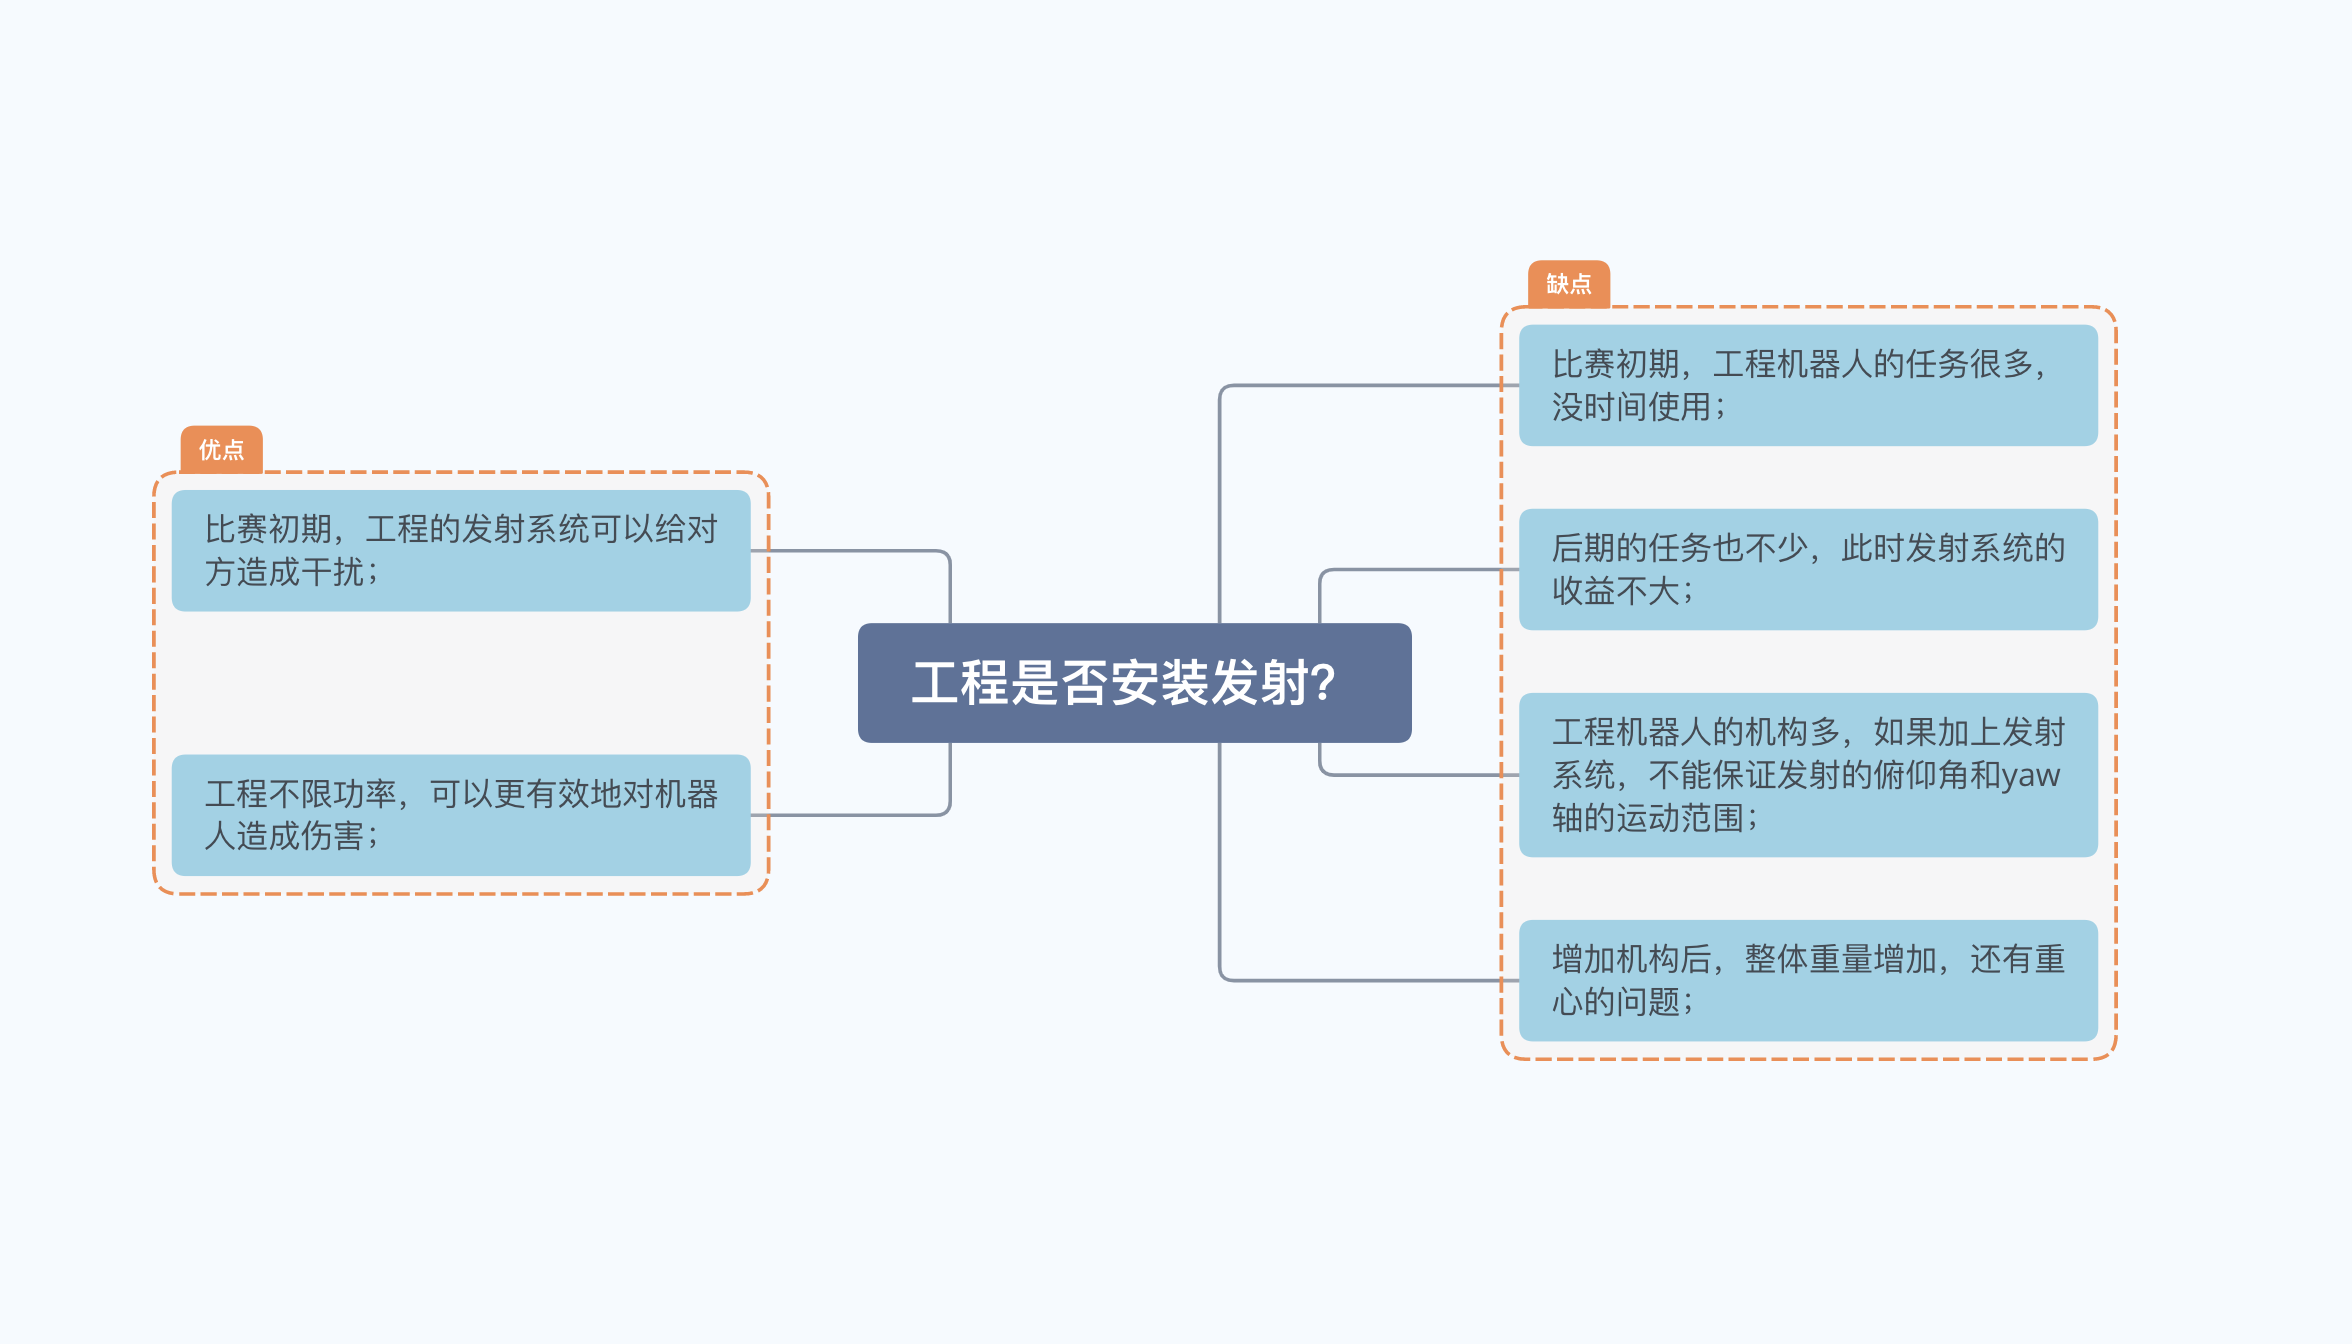 工程是否安装发射？
优点
比赛初期，工程的发射系统可以给对
方造成干扰；
工程不限功率，可以更有效地对机器
人造成伤害；
缺点
比赛初期，工程机器人的任务很多，
没时间使用；
后期的任务也不少，此时发射系统的
收益不大；
工程机器人的机构多，如果加上发射
系统，不能保证发射的俯仰角和yaw
轴的运动范围；
增加机构后，整体重量增加，还有重
心的问题；